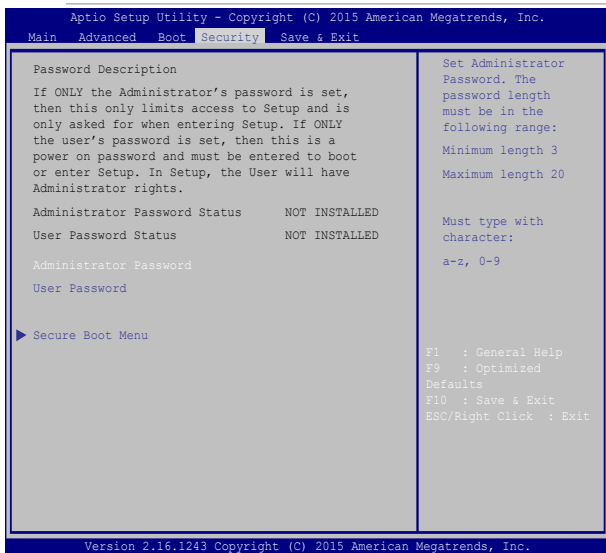 Aptio Setup Utility - Copyright (C) 2015 American Megatrends, Inc.
Main Advanced Boot Security Save & Exit
Password Description
If ONLY the Administrator's password is set,
then this only limits access to Setup and is
only asked for when entering Setup. If ONLY
the user's password is set, then this is a
power on password and must be entered to boot
or enter Setup. In Setup, the User will have
Administrator rights.
Administrator Password Status NOT INSTALLED
User Password Status NOT INSTALLED
Administrator Password
User Password
Secure Boot Menu
Set Administrator
Password. The
password length
must be in the
following range:
Minimum length 3
Maximum length 20
Must type with
character:
a-z, 0-9
F1 : General Help
F9 : Optimized
Defaults
F10 : Save & Exit
ESC/Right Click : Exit
Version 2.16.1243 Copyright (C) 2015 American Megatrends, Inc.